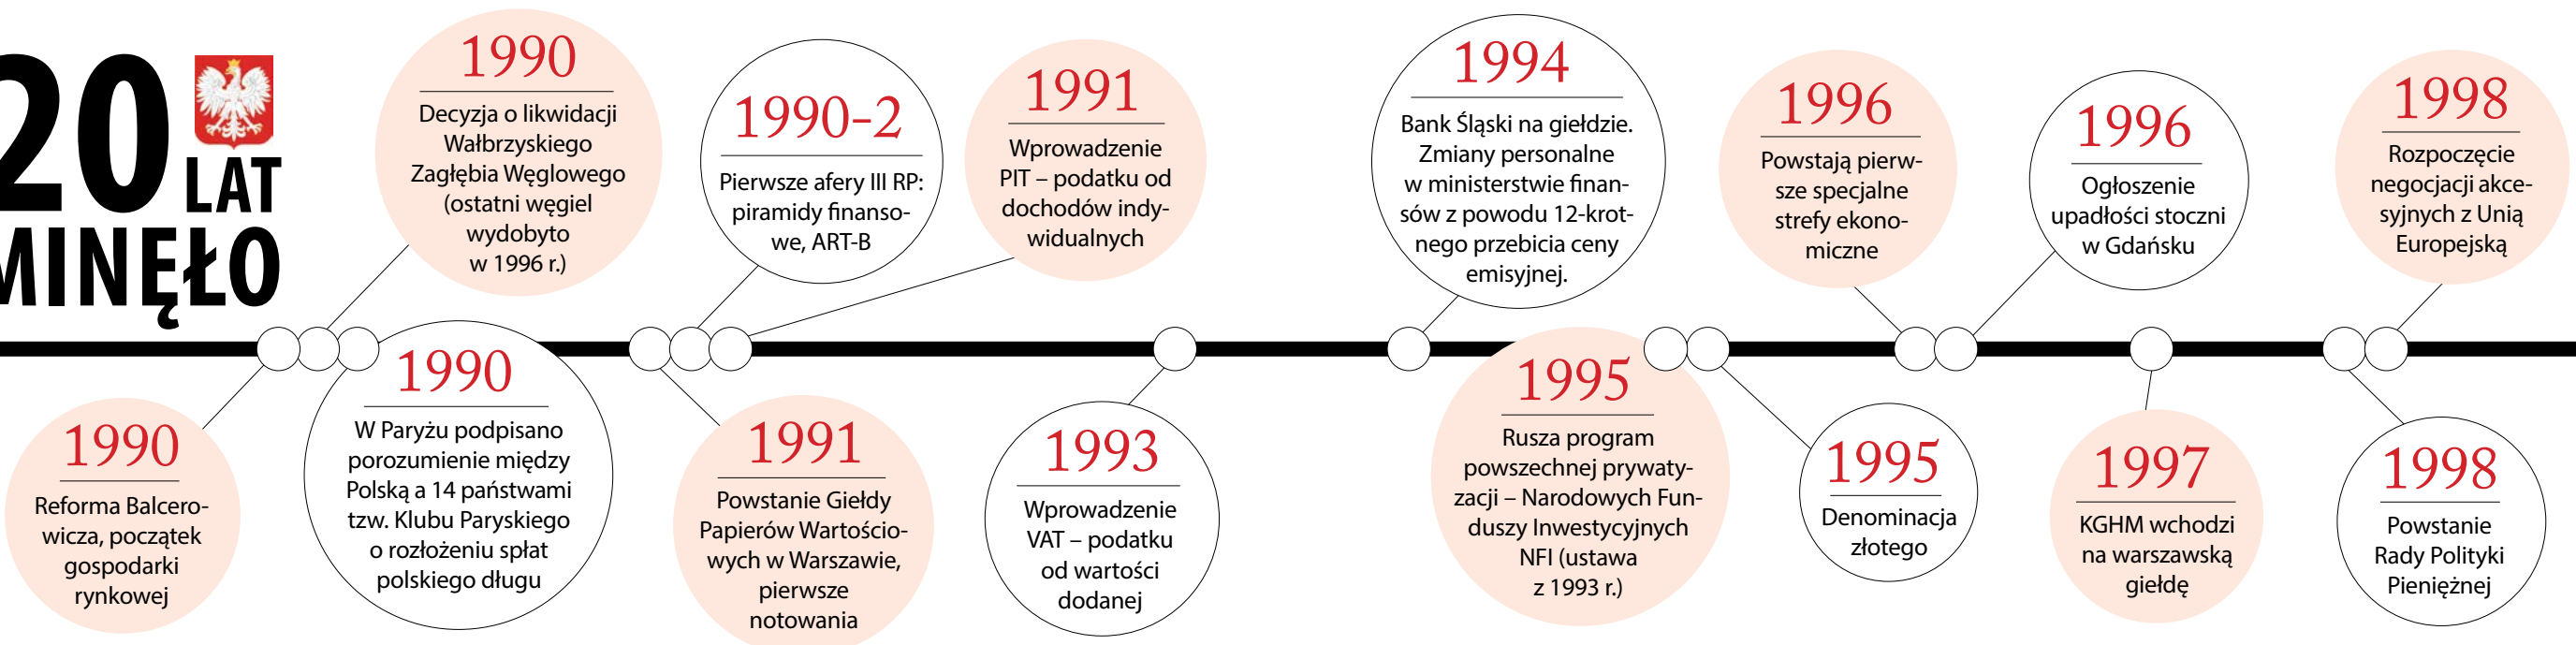 20
LAT
MINĘŁO
1990
Decyzja o likwidacji
Wałbrzyskiego
Zagłębia Węglowego
(ostatni węgiel
wydobyto
w 1996 r.)
1990-2
Pierwsze afery III RP:
piramidy finanso-
we, ART-B
1991
Wprowadzenie
PIT – podatku od
dochodów indy-
widualnych
1994
Bank Śląski na giełdzie.
Zmiany personalne
w ministerstwie finan-
sów z powodu 12-krot-
nego przebicia ceny
emisyjnej.
1996
Powstają pierw-
sze specjalne
strefy ekono-
miczne
1996
Ogłoszenie
upadłości stoczni
w Gdańsku
1998
Rozpoczęcie
negocjacji akce-
syjnych z Unią
Europejską
1990
Reforma Balcero-
wicza, początek
gospodarki
rynkowej
1990
W Paryżu podpisano
porozumienie między
Polską a 14 państwami
tzw. Klubu Paryskiego
o rozłożeniu spłat
polskiego długu
1991
Powstanie Giełdy
Papierów Wartościo-
wych w Warszawie,
pierwsze
notowania
1993
Wprowadzenie
VAT – podatku
od wartości
dodanej
1995
Rusza program
powszechnej prywaty-
zacji – Narodowych Fun-
duszy Inwestycyjnych
NFI (ustawa
z 1993 r.)
1995
Denominacja
złotego
1997
KGHM wchodzi
na warszawską
giełdę
1998
Powstanie
Rady Polityki
Pieniężnej